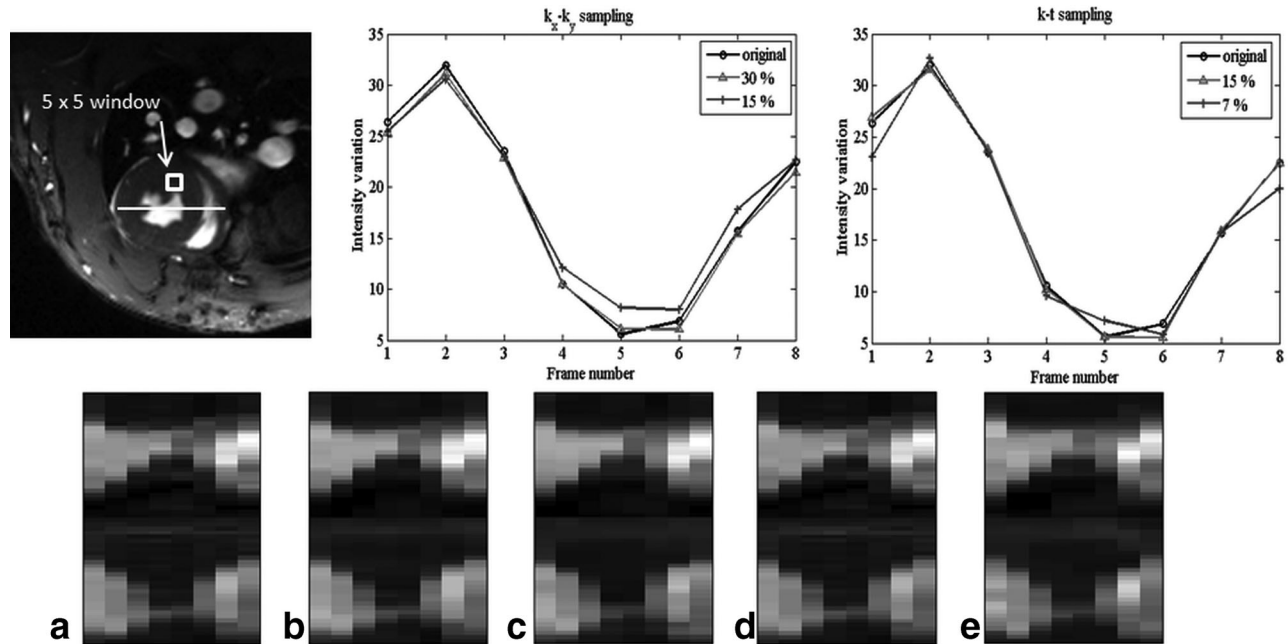 5 x 5 window
kx-ky sampling
35
30
25
20
15
10
5
Intensity variation
original
30 %
15 %
1 2 3 4 5 6 7 8
Frame number
k-t sampling
35
30
25
20
15
10
5
Intensity variation
original
15 %
7 %
1 2 3 4 5 6 7 8
Frame number
a b c d e